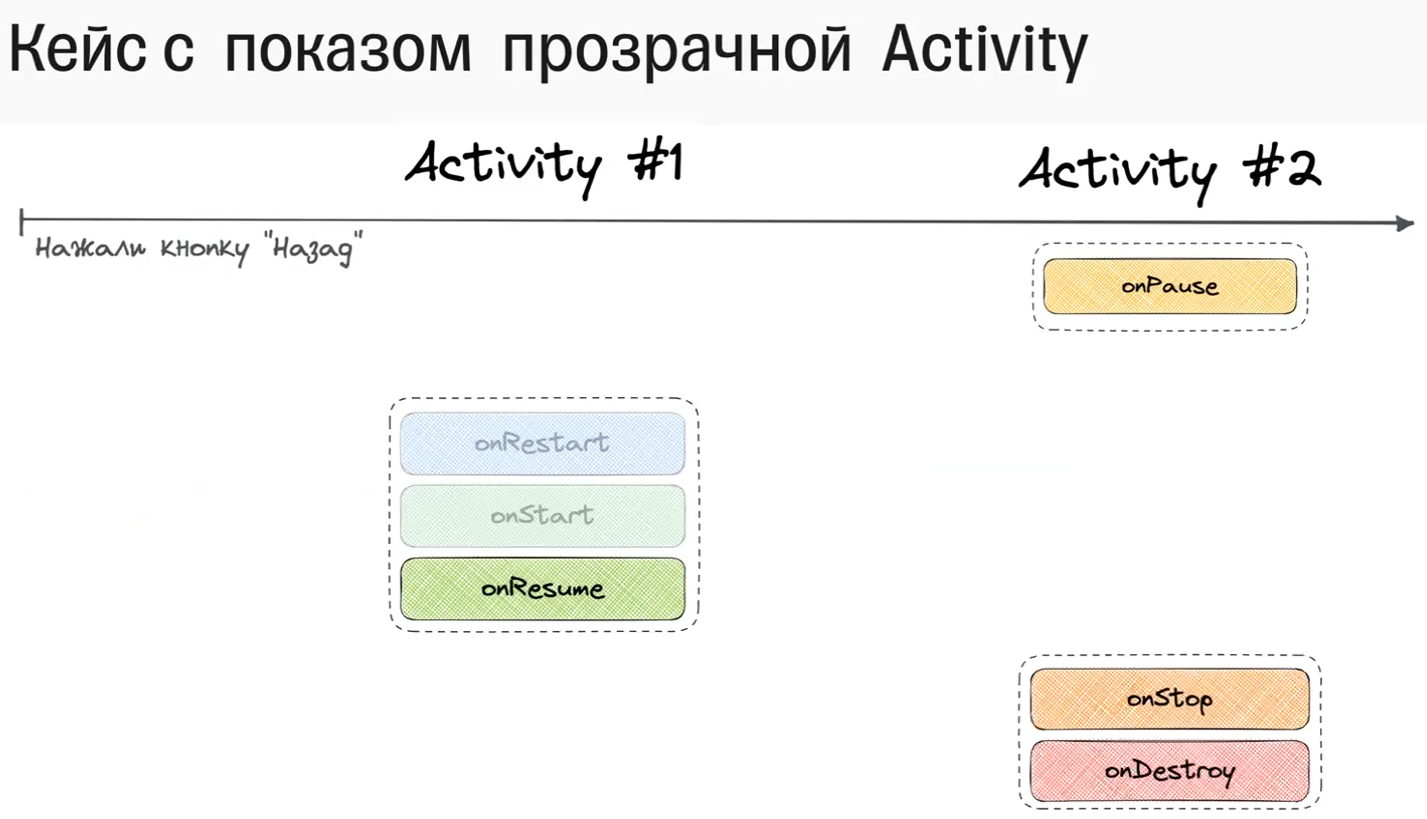 Кейс с показом прозрачной Activity
Activity #1
Activity #2
Нажали кнопку "Назад"
onPause
onRestart
onStart
onResume
onStop
onDestroy